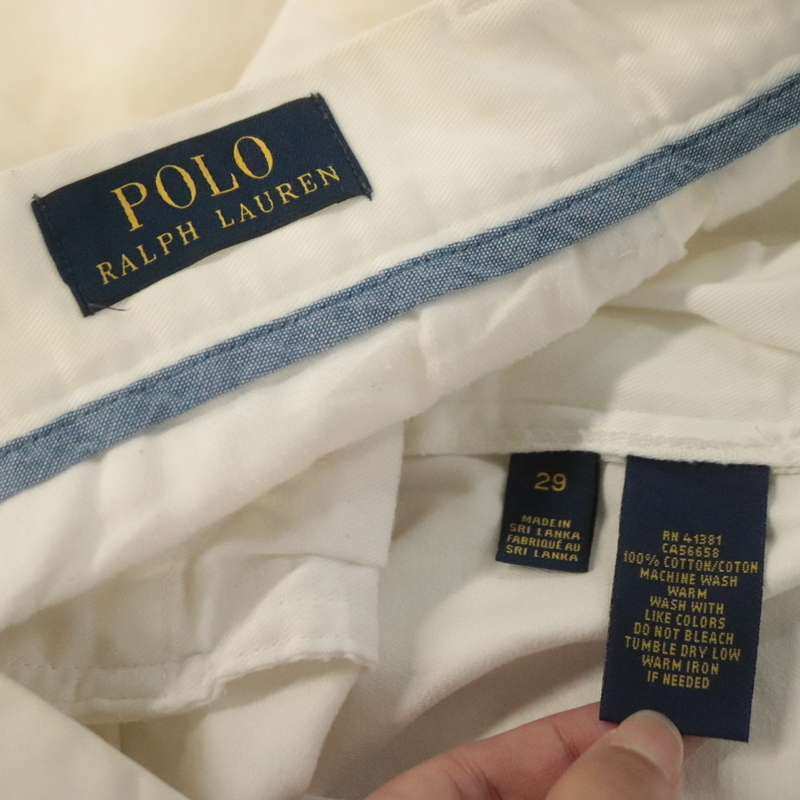 POLO
RALPH LAUREN
29
MADE IN
SRI LANKA
FABRIQUÉ AU
SRI LANKA
RN 41381
CA56658
100% COTTON/COTON
MACHINE WASH
WARM
WASH WITH
LIKE COLORS
DO NOT BLEACH
TUMBLE DRY LOW
WARM IRON
IF NEEDED